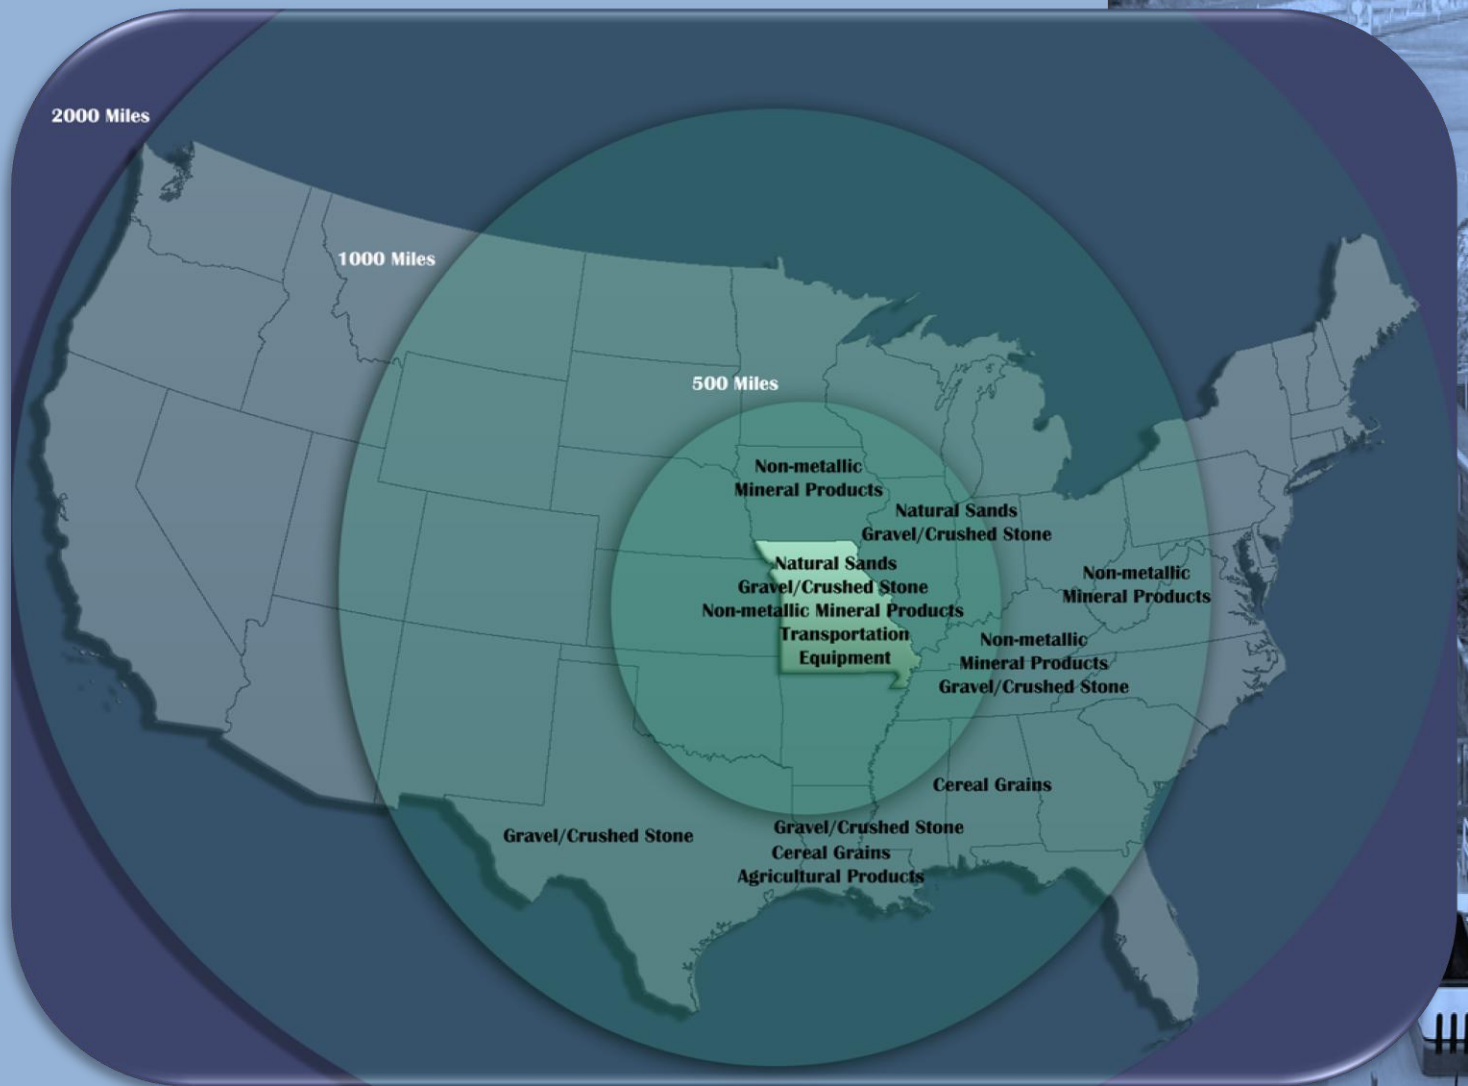 2000 Miles
1000 Miles
500 Miles
Non-metallic
Mineral Products
Natural Sands
Gravel/Crushed Stone
Natural Sands
Gravel/Crushed Stone
Non-metallic Mineral Products
Transportation
Equipment
Non-metallic
Mineral Products
Non-metallic
Mineral Products
Gravel/Crushed Stone
Cereal Grains
Gravel/Crushed Stone
Gravel/Crushed Stone
Cereal Grains
Agricultural Products